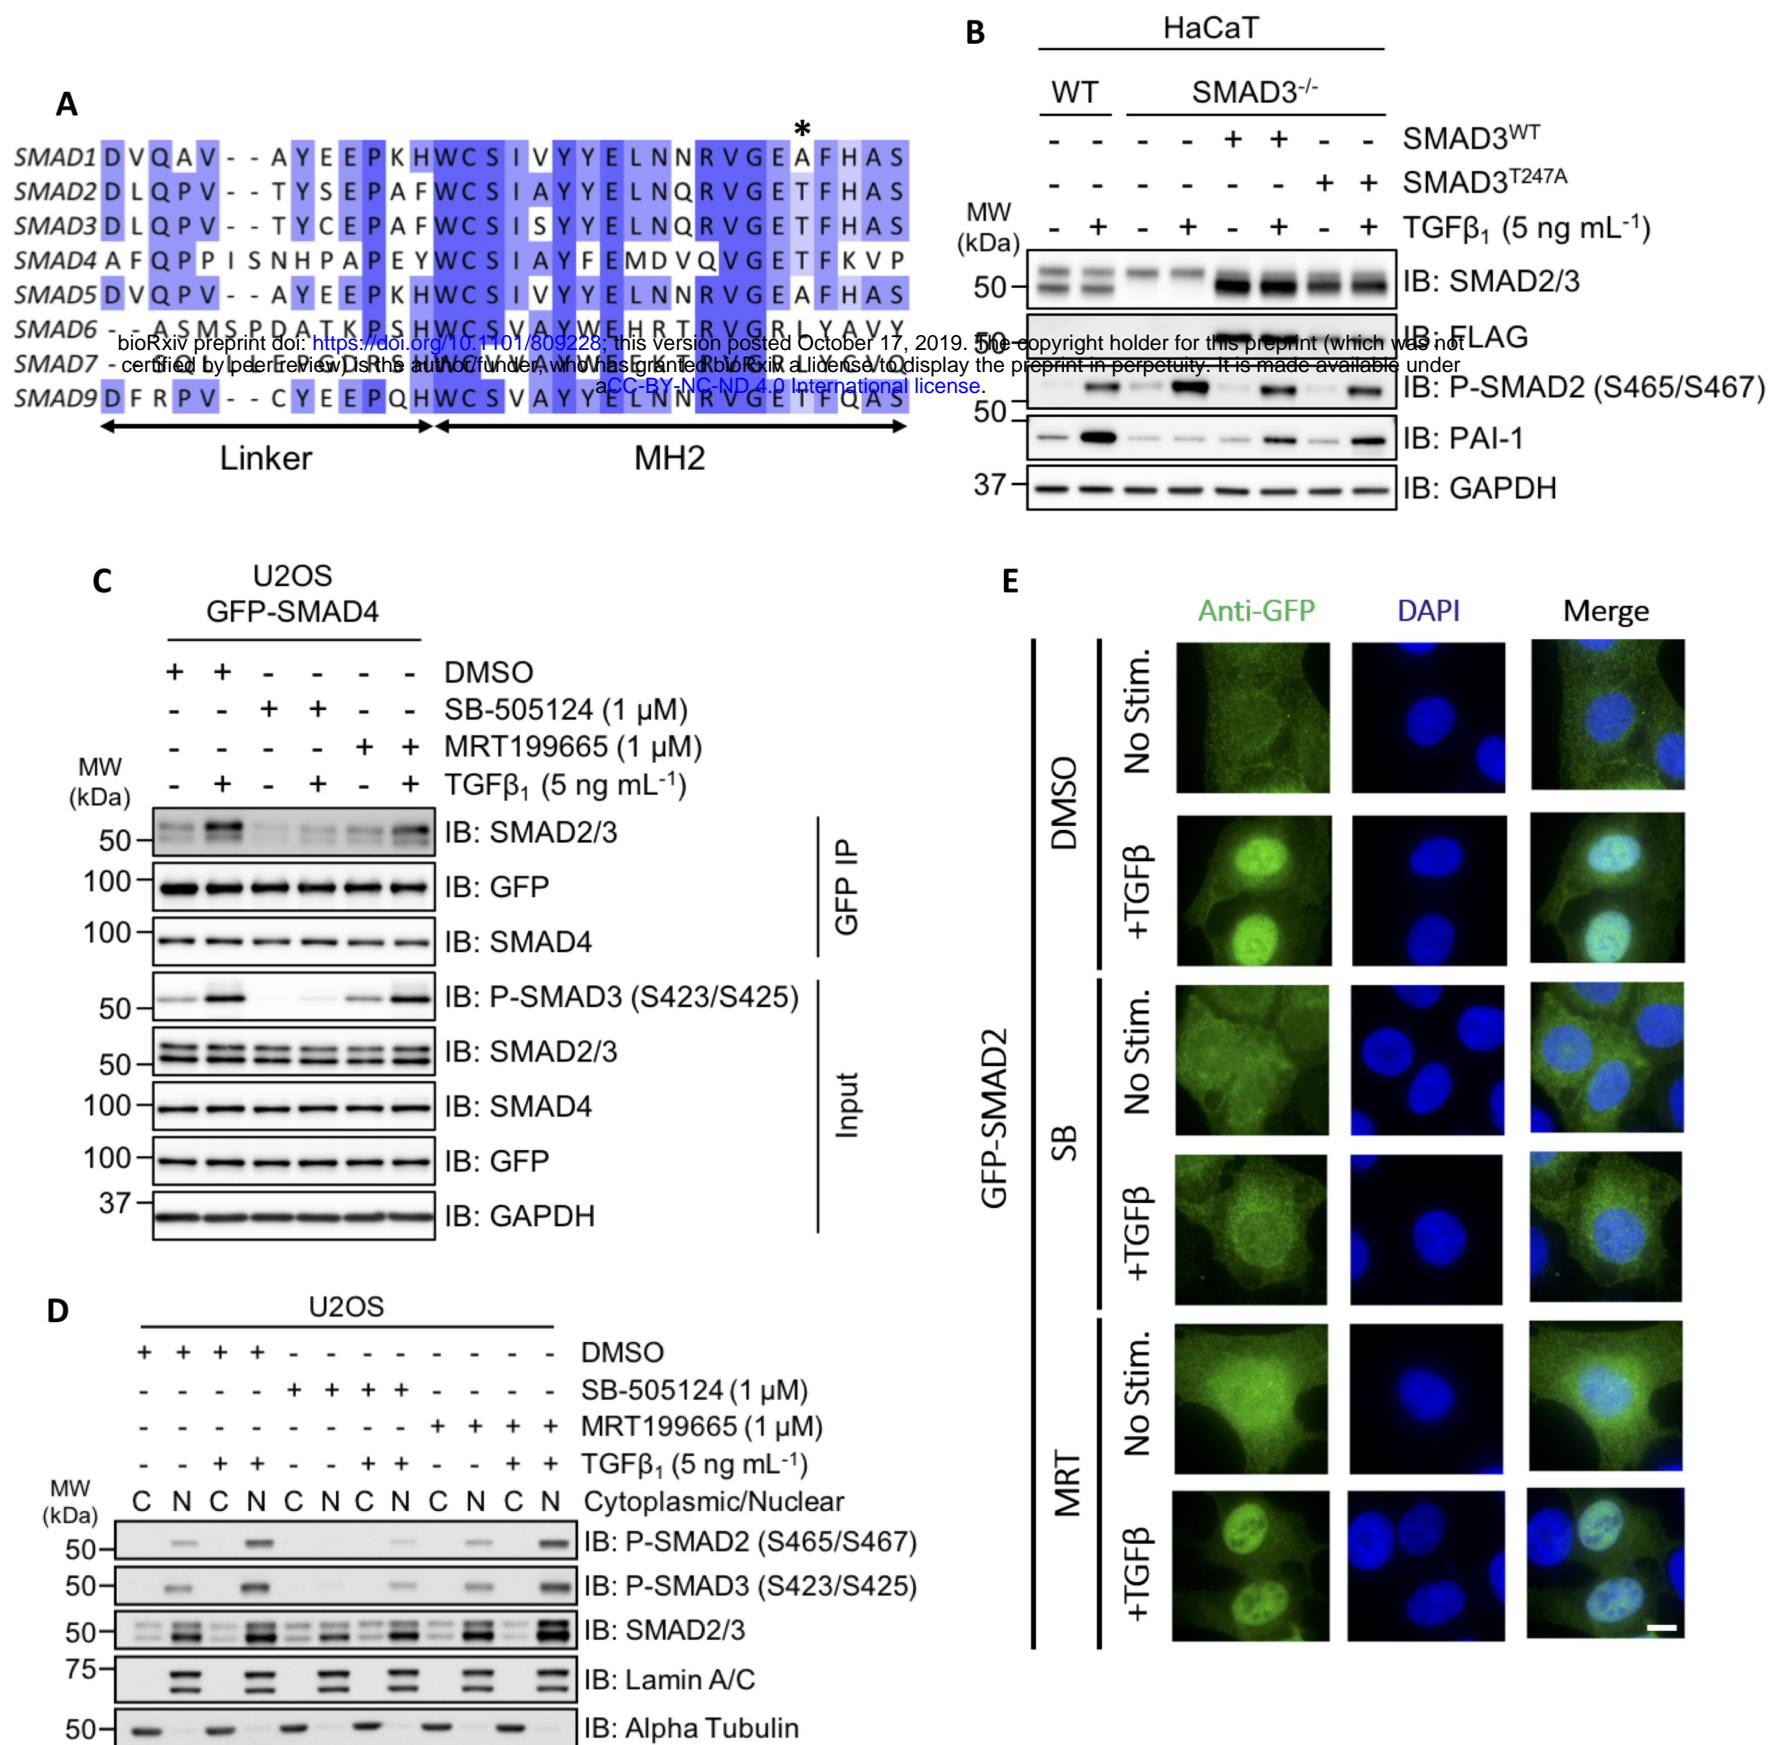 A
*
SMAD1 D V Q A V - - A Y E E P K H W C S I V Y Y E L N N R V G E A F H A S
SMAD2 D L Q P V - - T Y S E P A F W C S I A Y Y E L N Q R V G E T F H A S
SMAD3 D L Q P V - - T Y C E P A F W C S I S Y Y E L N Q R V G E T F H A S
SMAD4 A F Q P P I S N H P A P E Y W C S I A Y F E M D V Q V G E T F K V P
SMAD5 D V Q P V - - A Y E E P K H W C S I V Y Y E L N N R V G E A F H A S
SMAD6 - - A S M S P D A T K P S H W C S V A Y W E H R T R V G R L Y A V Y
bioRxiv preprint doi: https://doi.org/10.1101/809228; this version posted October 17, 2019. The copyright holder for this preprint (which was not
SMAD7
certified by peer review) is the author/funder, who has granted bioRxiv a license to display the preprint in perpetuity. It is made available under
aCC-BY-NC-ND 4.0 International license.
SMAD9 D F R P V - - C Y E E P Q H W C S V A Y Y E L N N R V G E T F Q A S
Linker
MH2
B
HaCaT
WT
SMAD3-/-
- - - - + + - - SMAD3WT
- - - - - - + + SMAD3T247A
- + - + - + - + TGFβ1 (5 ng mL-1)
MW
(kDa)
50 IB: SMAD2/3
50 IB: FLAG
50 IB: P-SMAD2 (S465/S467)
50 IB: PAI-1
37 IB: GAPDH
C
U2OS
GFP-SMAD4
+ + - - - - DMSO
- - + + - - SB-505124 (1 µM)
- - - - + + MRT199665 (1 µM)
- + - + - + TGFβ1 (5 ng mL-1)
MW
(kDa)
50 IB: SMAD2/3
100 IB: GFP
100 IB: SMAD4
GFP IP
50 IB: P-SMAD3 (S423/S425)
50 IB: SMAD2/3
100 IB: SMAD4
100 IB: GFP
37 IB: GAPDH
Input
D
U2OS
+ + + + - - - - - - - - DMSO
- - - - + + + + - - - - SB-505124 (1 µM)
- - - - - - - - + + + + MRT199665 (1 µM)
- - + + - - + + - - + + TGFβ1 (5 ng mL-1)
MW
(kDa)
C N C N C N C N C N C N Cytoplasmic/Nuclear
50 IB: P-SMAD2 (S465/S467)
50 IB: P-SMAD3 (S423/S425)
50 IB: SMAD2/3
75 IB: Lamin A/C
50 IB: Alpha Tubulin
E
Anti-GFP DAPI Merge
GFP-SMAD2
DMSO
No Stim.
+TGFβ
SB
No Stim.
+TGFβ
MRT
No Stim.
+TGFβ